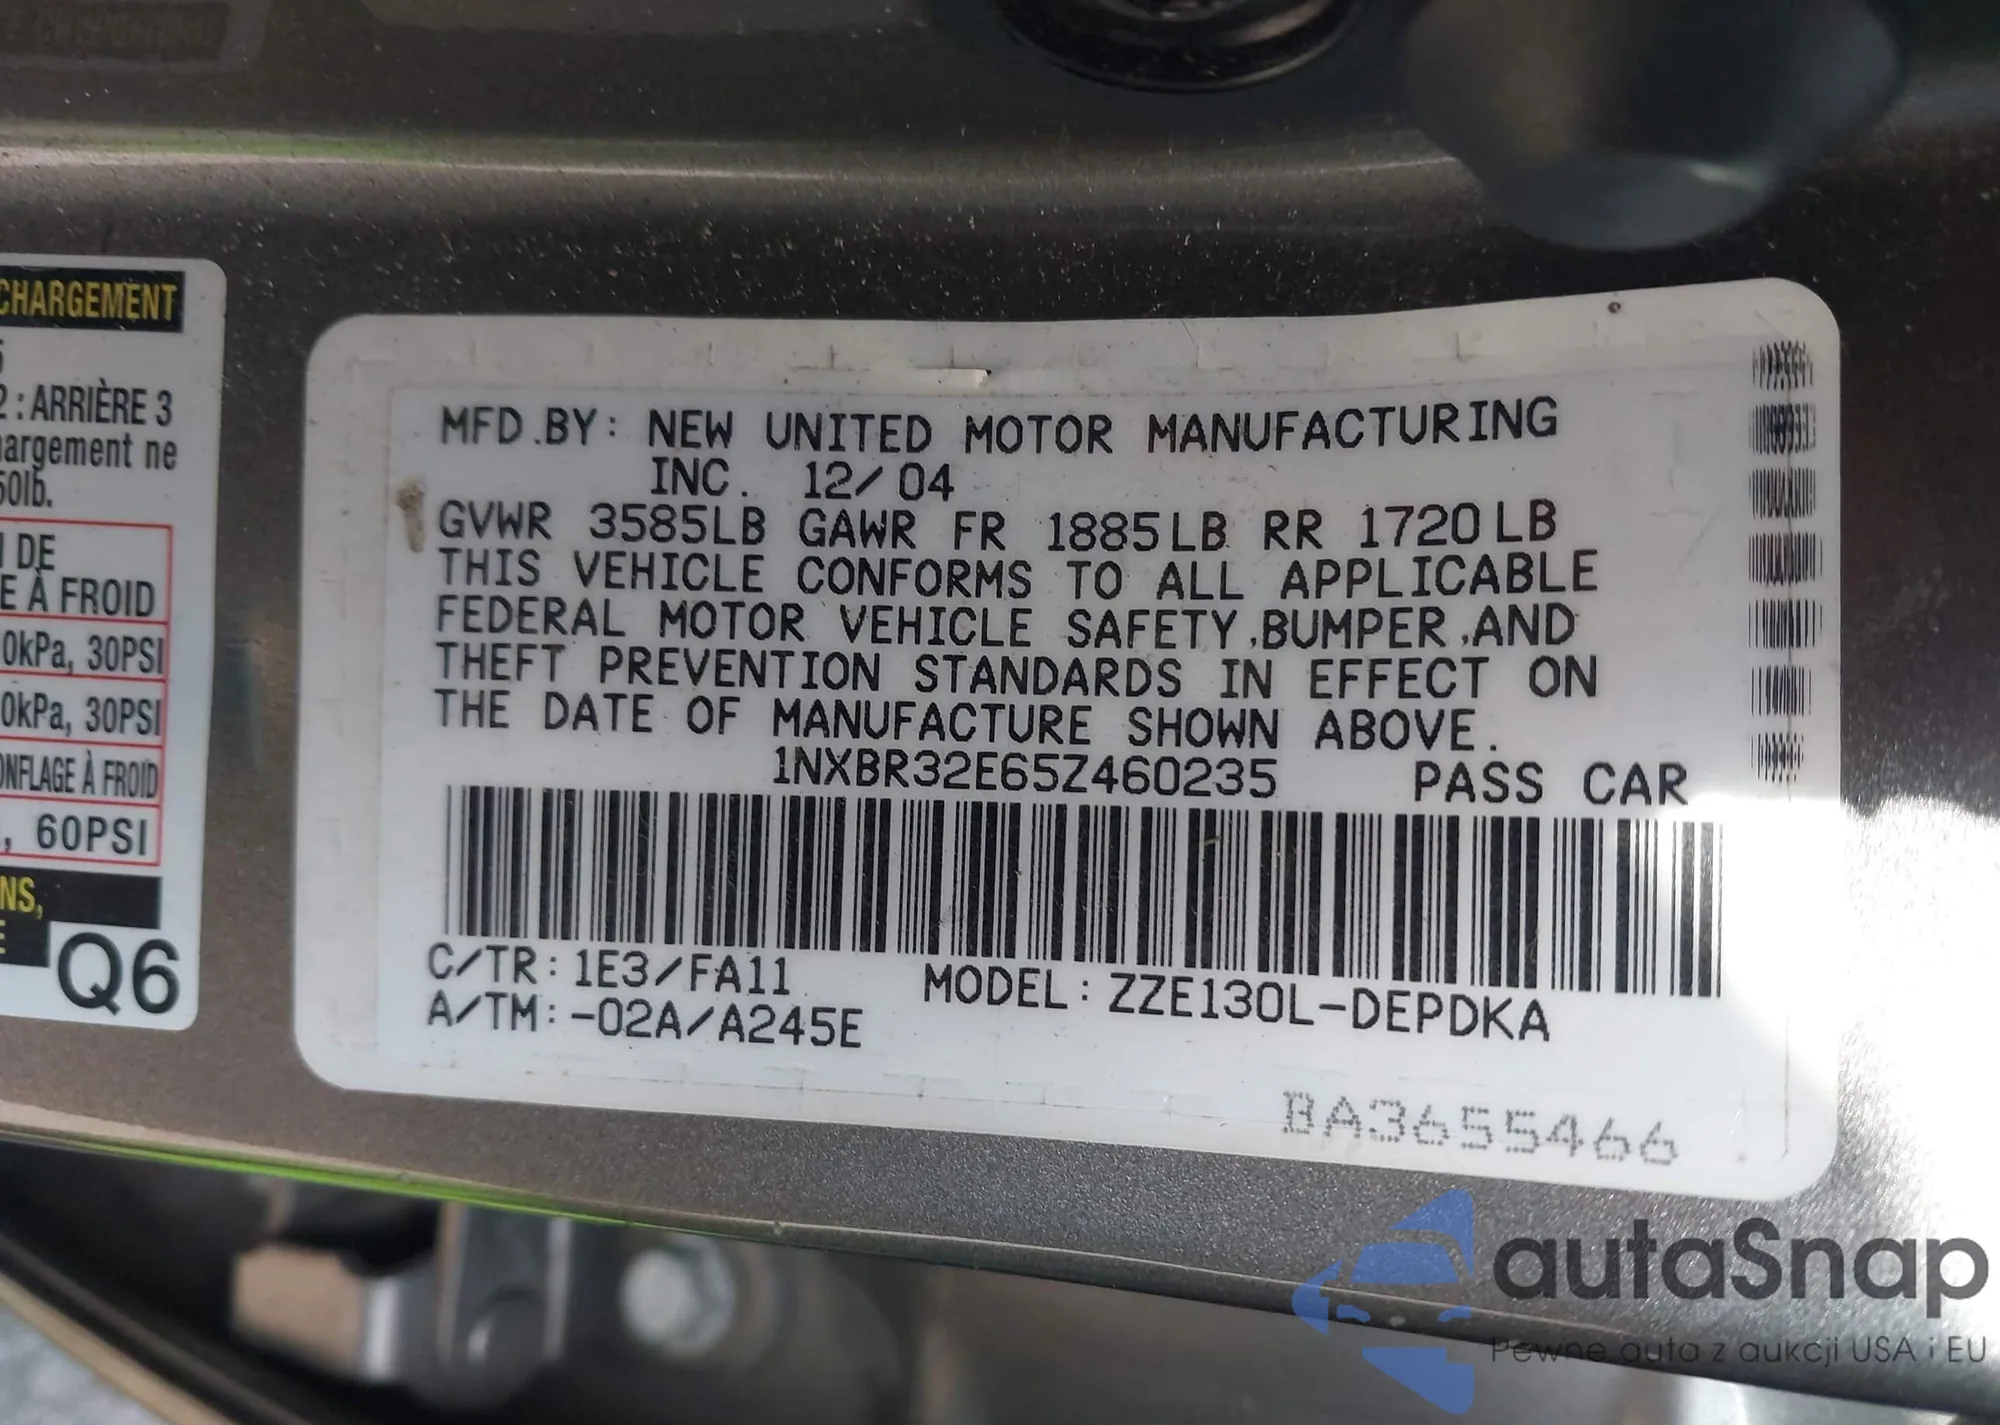 CHARGEMENT
2 : ARRIÈRE 3
argement ne
50lb.
DE
E À FROID
0kPa, 30PSI
0kPa, 30PSI
ONFLAGE À FROID
, 60PSI
NS,
E
Q6
MFD.BY: NEW UNITED MOTOR MANUFACTURING
INC. 12/04
GVWR 3585LB GAWR FR 1885LB RR 1720LB
THIS VEHICLE CONFORMS TO ALL APPLICABLE
FEDERAL MOTOR VEHICLE SAFETY,BUMPER,AND
THEFT PREVENTION STANDARDS IN EFFECT ON
THE DATE OF MANUFACTURE SHOWN ABOVE.
1NXBR32E65Z460235 PASS CAR
C/TR: 1E3/FA11 MODEL: ZZE130L-DEPDKA
A/TM: -02A/A245E
BA3655466
autaSnap
Pewne auta z aukcji USA i EU